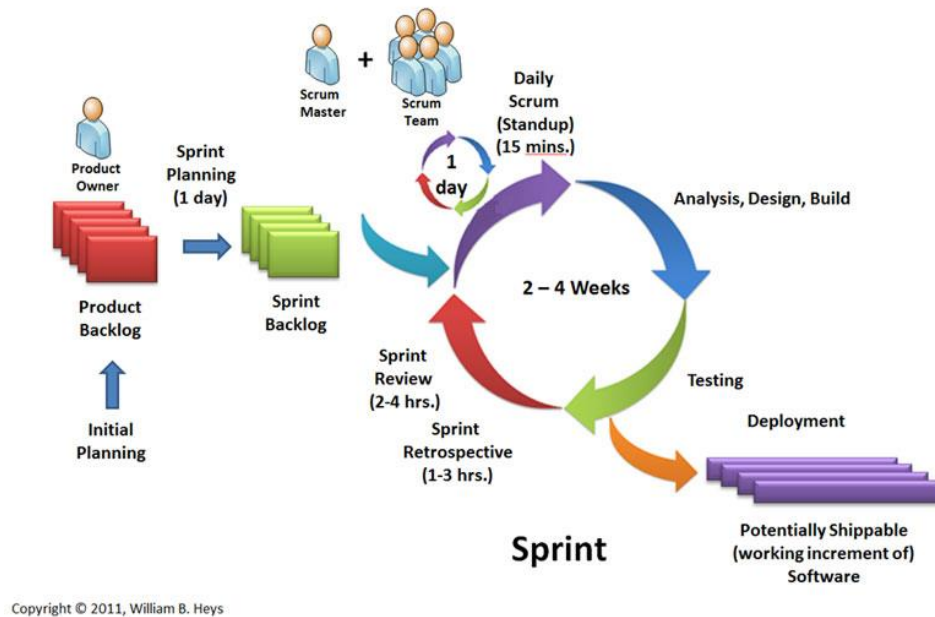 Scrum
Master
+
Scrum
Team
Product
Owner
Sprint
Planning
(1 day)
Daily
Scrum
(Standup)
(15 mins.)
1
day
Analysis, Design, Build
2 – 4 Weeks
Product
Backlog
Sprint
Backlog
Initial
Planning
Sprint
Review
(2-4 hrs.)
Sprint
Retrospective
(1-3 hrs.)
Testing
Deployment
Potentially Shippable
(working increment of)
Software
Sprint
Copyright © 2011, William B. Heys